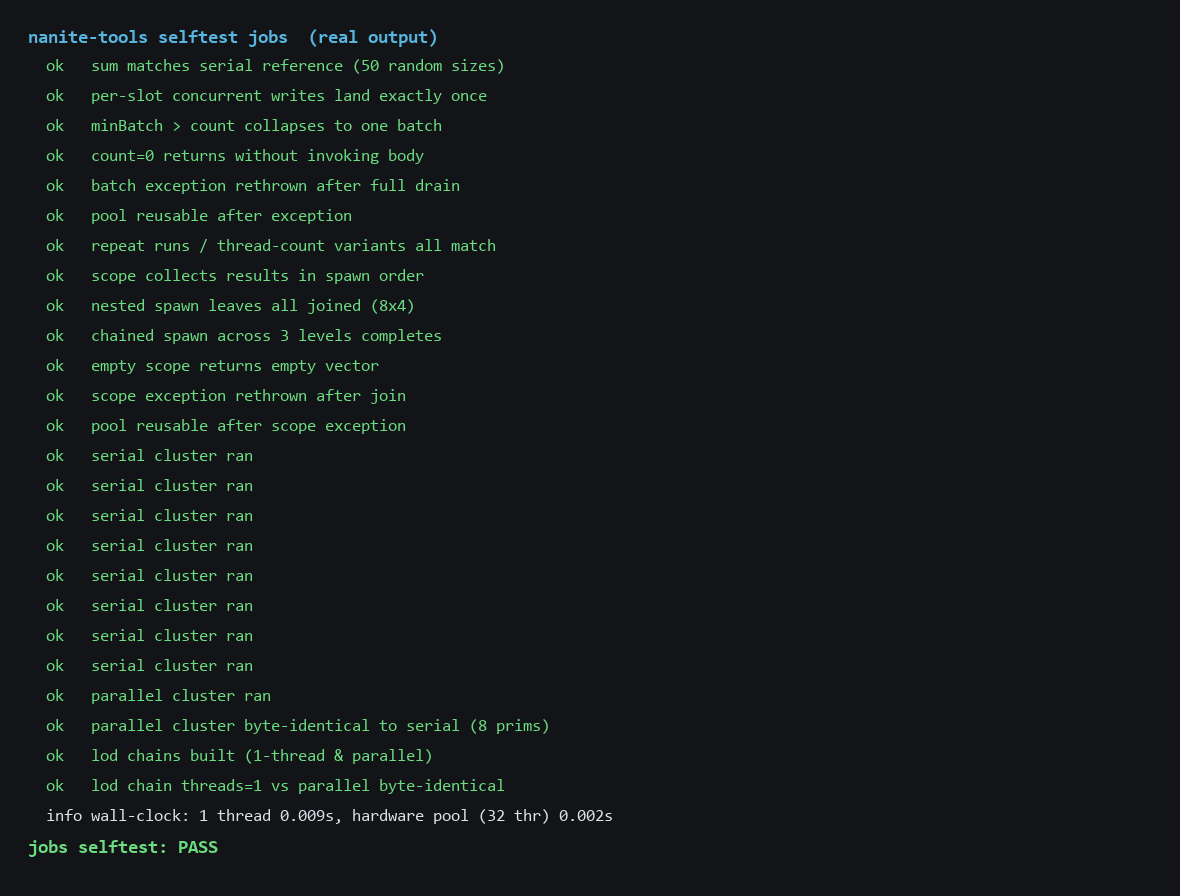 nanite-tools selftest jobs  (real output)
ok   sum matches serial reference (50 random sizes)
ok   per-slot concurrent writes land exactly once
ok   minBatch > count collapses to one batch
ok   count=0 returns without invoking body
ok   batch exception rethrown after full drain
ok   pool reusable after exception
ok   repeat runs / thread-count variants all match
ok   scope collects results in spawn order
ok   nested spawn leaves all joined (8x4)
ok   chained spawn across 3 levels completes
ok   empty scope returns empty vector
ok   scope exception rethrown after join
ok   pool reusable after scope exception
ok   serial cluster ran
ok   serial cluster ran
ok   serial cluster ran
ok   serial cluster ran
ok   serial cluster ran
ok   serial cluster ran
ok   serial cluster ran
ok   serial cluster ran
ok   parallel cluster ran
ok   parallel cluster byte-identical to serial (8 prims)
ok   lod chains built (1-thread & parallel)
ok   lod chain threads=1 vs parallel byte-identical
info wall-clock: 1 thread 0.009s, hardware pool (32 thr) 0.002s
jobs selftest: PASS